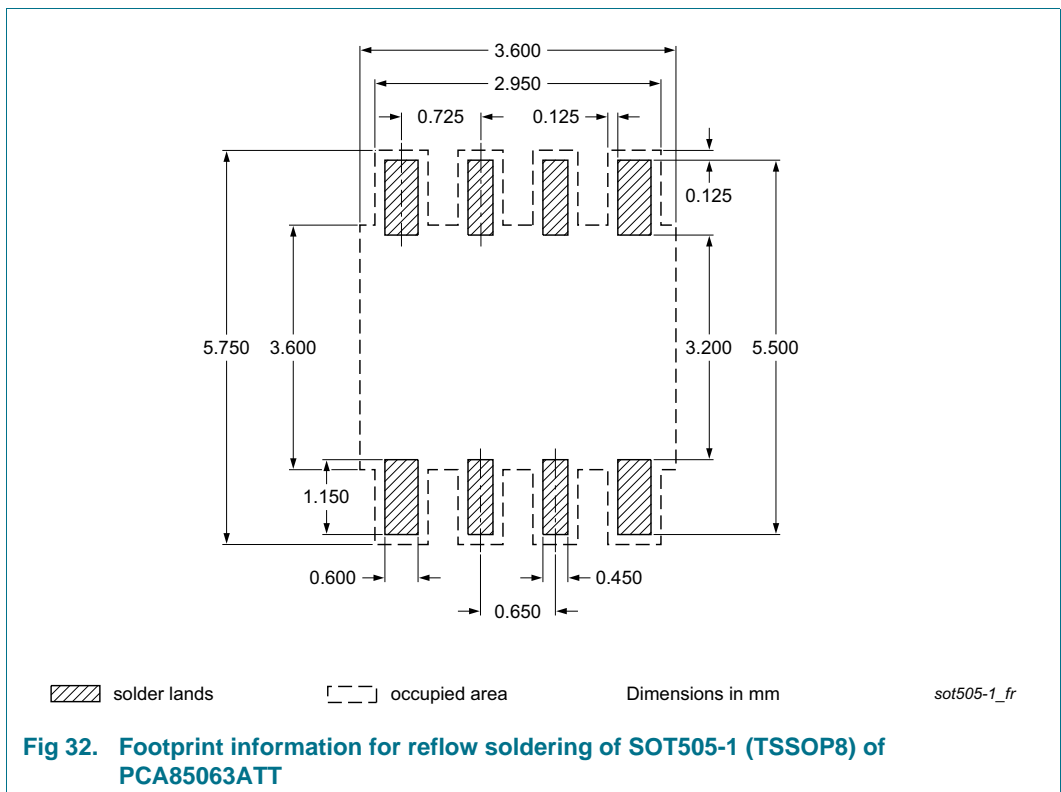 3.600
2.950
0.725 0.125
0.125
5.750 3.600 3.200 5.500
1.150
0.600 0.450
0.650
solder lands occupied area Dimensions in mm sot505-1_fr
Fig 32. Footprint information for reflow soldering of SOT505-1 (TSSOP8) of
PCA85063ATT